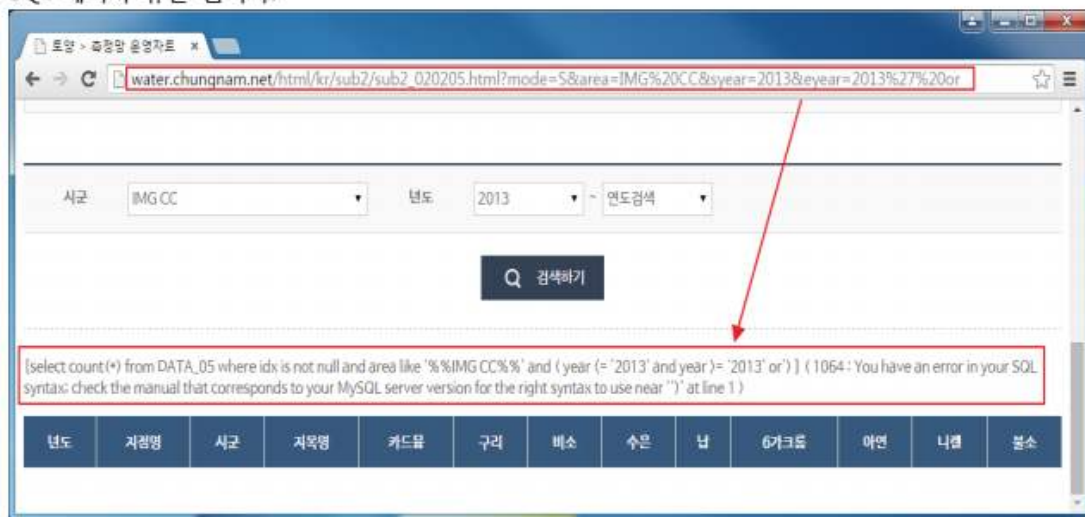 토양 > 측정망 운영자료
water.chungnam.net/html/kr/sub2/sub2_020205.html?mode=S&area=IMG%20CC&syear=2013&eyear=2013%27%20or
시군 IMG CC 년도 2013 ~ 연도검색
검색하기
[select count(*) from DATA_05 where idx is not null and area like '%%IMG CC%%' and (year (= '2013' and year )= '2013' or') ] ( 1064 : You have an error in your SQL
syntax; check the manual that corresponds to your MySQL server version for the right syntax to use near '')' at line 1 )
년도 지점명 시군 지목명 카드뮴 구리 비소 수은 납 6가크롬 아연 니켈 불소